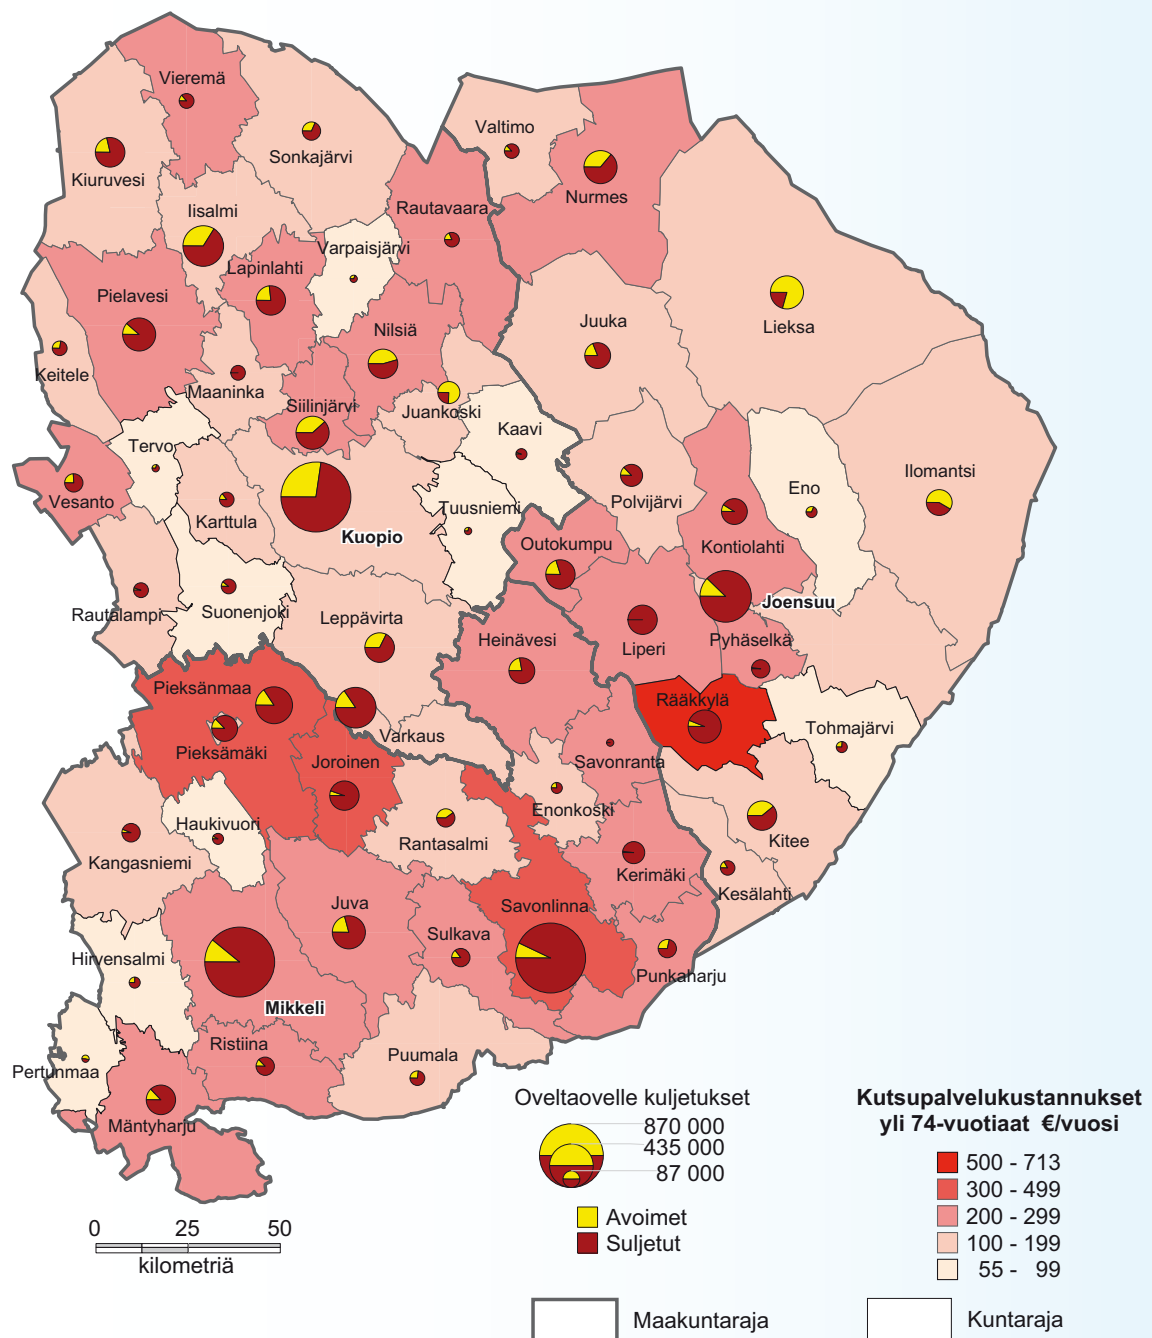 Vieremä
Valtimo
Sonkajärvi
Kiuruvesi
Nurmes
Iisalmi
Rautavaara
Varpaisjärvi
Lapinlahti
Pielavesi
Lieksa
Nilsiä
Juuka
Keitele
Maaninka
Siilinjärvi
Juankoski
Kaavi
Tervo
Ilomantsi
Vesanto
Polvijärvi
Eno
Karttula
Tuusniemi
Kuopio
Outokumpu
Kontiolahti
Joensuu
Rautalampi
Suonenjoki
Leppävirta
Heinävesi
Liperi
Pyhäselkä
Pieksänmaa
Rääkkylä
Tohmajärvi
Varkaus
Pieksämäki
Joroinen
Savonranta
Enonkoski
Haukivuori
Rantasalmi
Kitee
Kangasniemi
Kerimäki
Kesälahti
Juva
Savonlinna
Sulkava
Hirvensalmi
Punkaharju
Mikkeli
Ristiina
Puumala
Pertunmaa
Mäntyharju
Oveltaovelle kuljetukset
870 000
435 000
87 000
Avoimet
Suljetut
Kutsupalvelukustannukset
yli 74-vuotiaat €/vuosi
500 - 713
300 - 499
200 - 299
100 - 199
55 - 99
0 25 50
kilometriä
Maakuntaraja
Kuntaraja